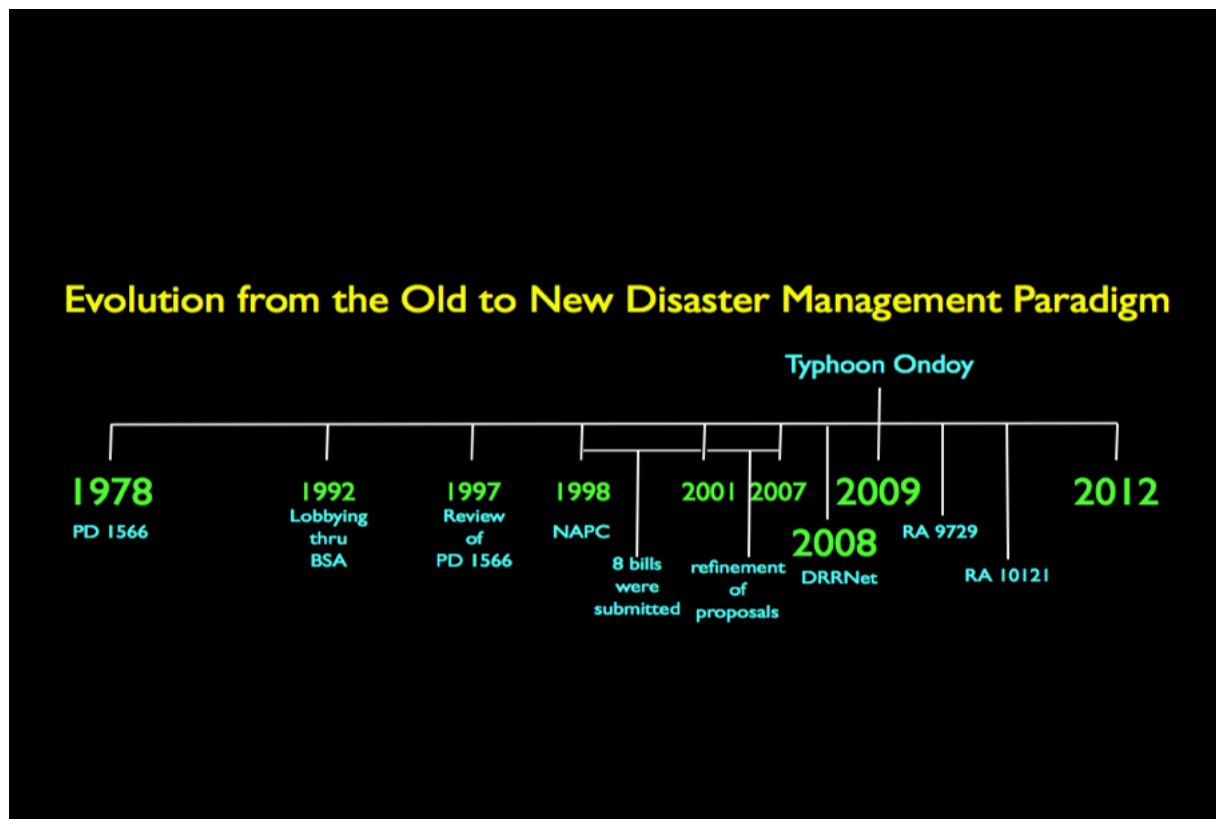 Evolution from the Old to New Disaster Management Paradigm
Typhoon Ondoy
1978
PD 1566
1992
Lobbying
thru
BSA
1997
Review
of
PD 1566
1998
NAPC
8 bills
were
submitted
2001
refinement
of
proposals
2007
2008
DRRNet
2009
RA 9729
RA 10121
2012